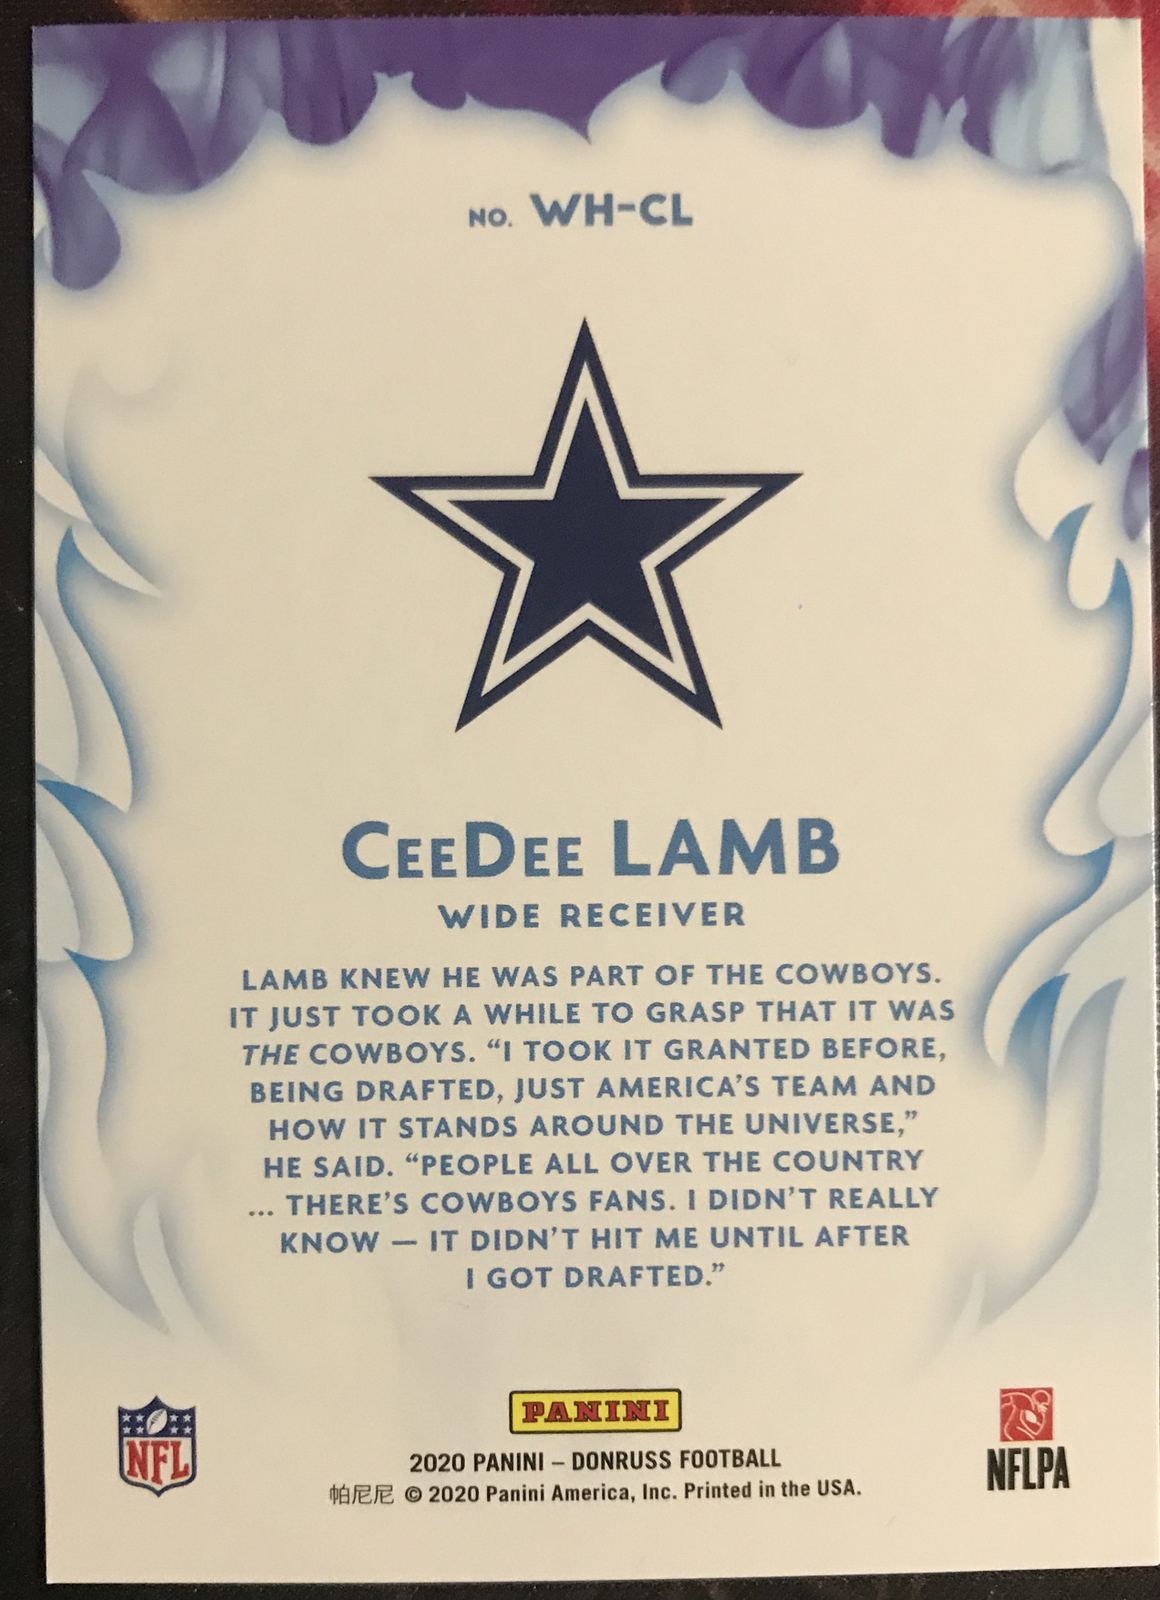 NO. WH-CL
CEEDEE LAMB
WIDE RECEIVER
LAMB KNEW HE WAS PART OF THE COWBOYS.
IT JUST TOOK A WHILE TO GRASP THAT IT WAS
THE COWBOYS. “I TOOK IT GRANTED BEFORE,
BEING DRAFTED, JUST AMERICA’S TEAM AND
HOW IT STANDS AROUND THE UNIVERSE,”
HE SAID. “PEOPLE ALL OVER THE COUNTRY
... THERE’S COWBOYS FANS. I DIDN’T REALLY
KNOW — IT DIDN’T HIT ME UNTIL AFTER
I GOT DRAFTED.”
NFL
PANINI
2020 PANINI – DONRUSS FOOTBALL
帕尼尼 © 2020 Panini America, Inc. Printed in the USA.
NFLPA